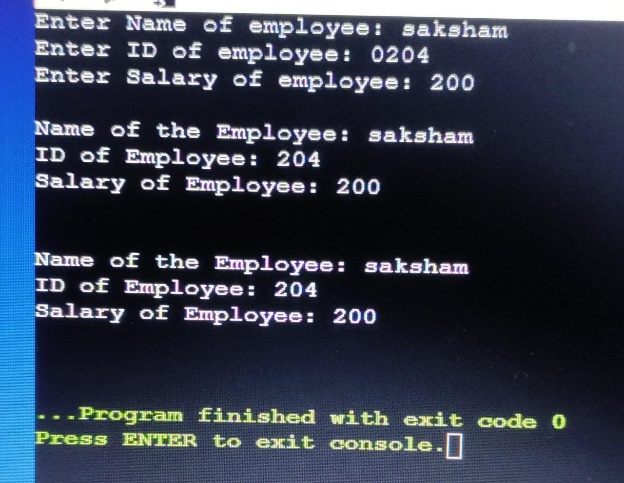 Enter Name of employee: saksham
Enter ID of employee: 0204
Enter Salary of employee: 200
Name of the Employee: saksham
ID of Employee: 204
Salary of Employee: 200
Name of the Employee: saksham
ID of Employee: 204
Salary of Employee: 200
...Program finished with exit code 0
Press ENTER to exit console.